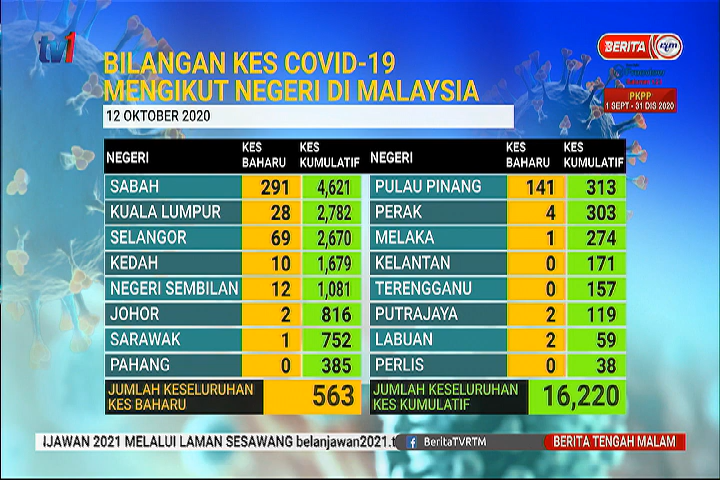 tv1
BERITA rtm
BILANGAN KES COVID-19
MENGIKUT NEGERI DI MALAYSIA
PKPP
1 SEPT - 31 DIS 2020
12 OKTOBER 2020
NEGERI KES BAHARU KES KUMULATIF NEGERI KES BAHARU KES KUMULATIF
SABAH 291 4,621 PULAU PINANG 141 313
KUALA LUMPUR 28 2,782 PERAK 4 303
SELANGOR 69 2,670 MELAKA 1 274
KEDAH 10 1,679 KELANTAN 0 171
NEGERI SEMBILAN 12 1,081 TERENGGANU 0 157
JOHOR 2 816 PUTRAJAYA 2 119
SARAWAK 1 752 LABUAN 2 59
PAHANG 0 385 PERLIS 0 38
JUMLAH KESELURUHAN KES BAHARU 563 JUMLAH KESELURUHAN KES KUMULATIF 16,220
IJAWAN 2021 MELALUI LAMAN SESAWANG belanjawan2021.t f BeritaTVRTM BERITA TENGAH MALAM